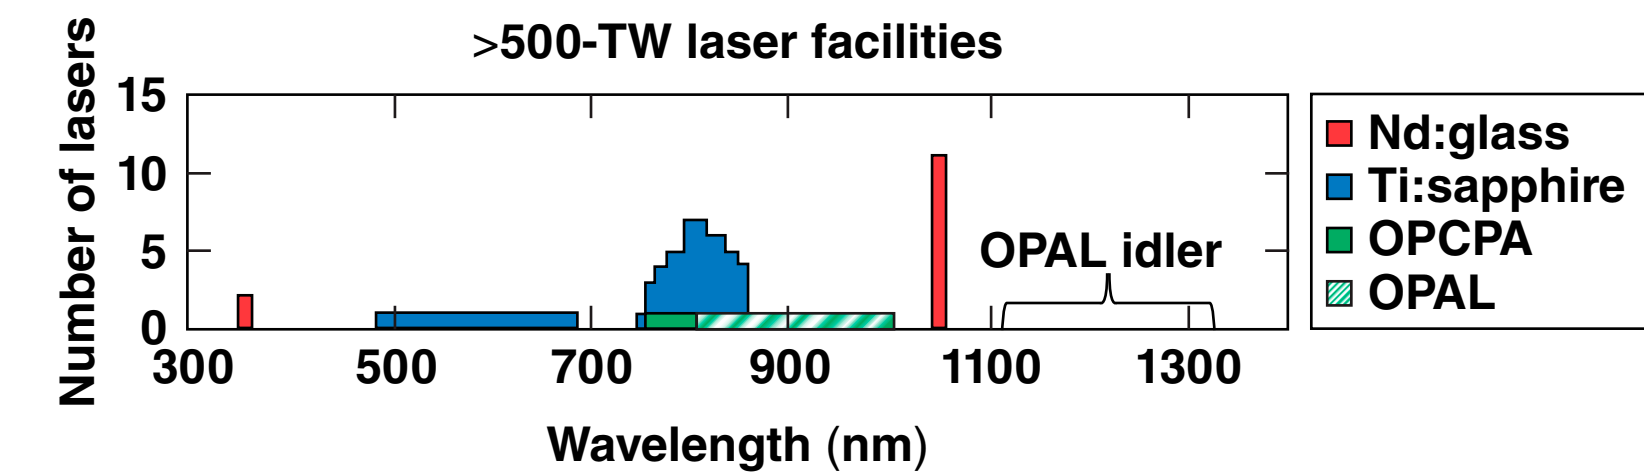 >500-TW laser facilities
Number of lasers
15
10
5
0
300 500 700 900 1100 1300
Wavelength (nm)
OPAL idler
Nd:glass
Ti:sapphire
OPCPA
OPAL